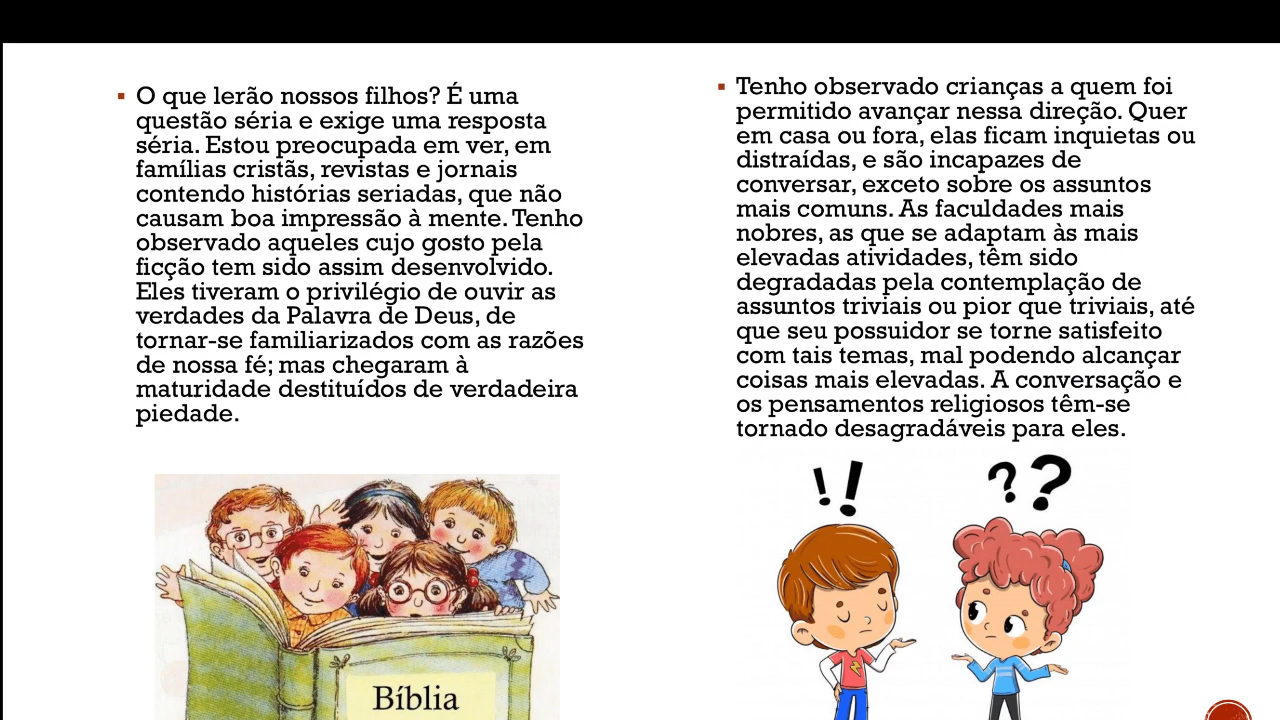 O que lerão nossos filhos? É uma
questão séria e exige uma resposta
séria. Estou preocupada em ver, em
famílias cristãs, revistas e jornais
contendo histórias seriadas, que não
causam boa impressão à mente. Tenho
observado aqueles cujo gosto pela
ficção tem sido assim desenvolvido.
Eles tiveram o privilégio de ouvir as
verdades da Palavra de Deus, de
tornar-se familiarizados com as razões
de nossa fé; mas chegaram à
maturidade destituídos de verdadeira
piedade.
Tenho observado crianças a quem foi
permitido avançar nessa direção. Quer
em casa ou fora, elas ficam inquietas ou
distraídas, e são incapazes de
conversar, exceto sobre os assuntos
mais comuns. As faculdades mais
nobres, as que se adaptam às mais
elevadas atividades, têm sido
degradadas pela contemplação de
assuntos triviais ou pior que triviais, até
que seu possuidor se torne satisfeito
com tais temas, mal podendo alcançar
coisas mais elevadas. A conversação e
os pensamentos religiosos têm-se
tornado desagradáveis para eles.
!! ??
Bíblia